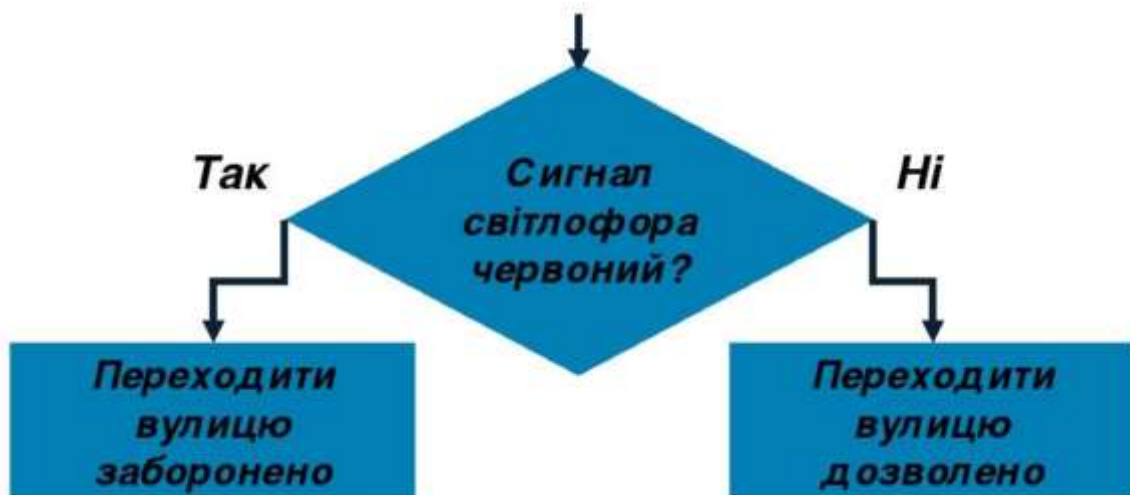 Так
Сигнал
світлофора
червоний?
Ні
Переходити
вулицю
заборонено
Переходити
вулицю
дозволено